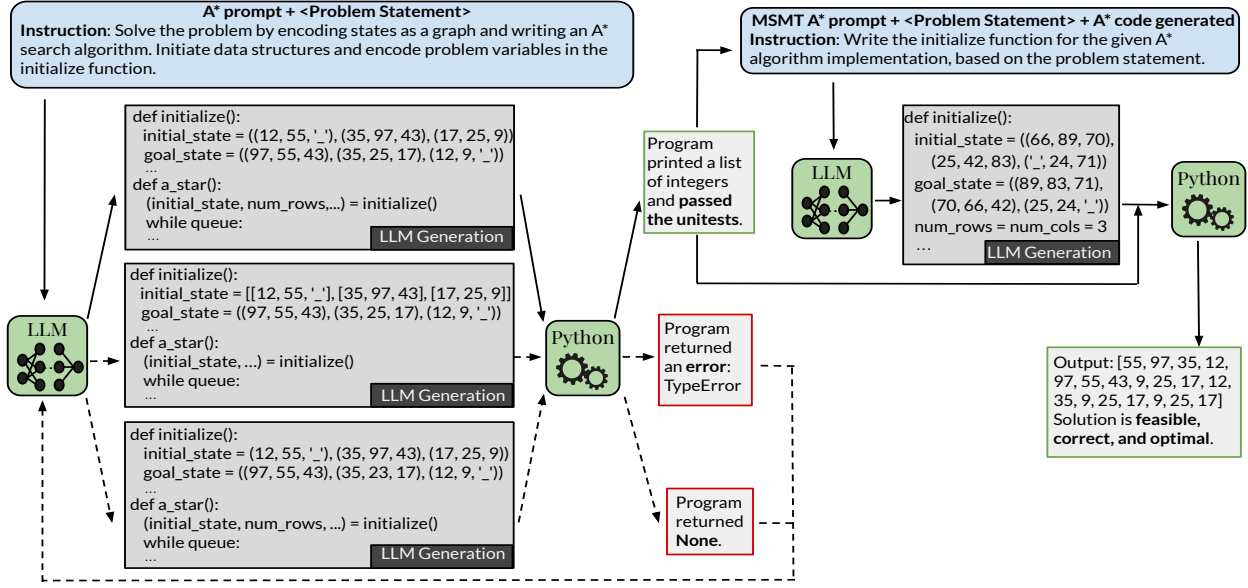 A* prompt + <Problem Statement>
Instruction: Solve the problem by encoding states as a graph and writing an A*
search algorithm. Initiate data structures and encode problem variables in the
initialize function.
MSMT A* prompt + <Problem Statement> + A* code generated
Instruction: Write the initialize function for the given A*
algorithm implementation, based on the problem statement.
def initialize():
initial_state = ((12, 55, '_'), (35, 97, 43), (17, 25, 9))
goal_state = ((97, 55, 43), (35, 25, 17), (12, 9, '_'))
...
def a_star():
(initial_state, num_rows,...) = initialize()
while queue:
...
LLM Generation
def initialize():
initial_state = [[12, 55, '_'], [35, 97, 43], [17, 25, 9]]
goal_state = ((97, 55, 43), (35, 25, 17), (12, 9, '_'))
...
def a_star():
(initial_state, ...) = initialize()
while queue:
...
LLM Generation
def initialize():
initial_state = (12, 55, '_'), (35, 97, 43), (17, 25, 9))
goal_state = ((97, 55, 43), (35, 23, 17), (12, 9, '_'))
...
def a_star():
(initial_state, num_rows, ...) = initialize()
while queue:
...
LLM Generation
LLM
Python
Program
printed a list
of integers
and passed
the unitests.
Program
returned
an error:
TypeError
Program
returned
None.
LLM
def initialize():
initial_state = ((66, 89, 70),
(25, 42, 83), ('_', 24, 71))
goal_state = ((89, 83, 71),
(70, 66, 42), (25, 24, '_'))
num_rows = num_cols = 3
...
LLM Generation
Python
Output: [55, 97, 35, 12,
97, 55, 43, 9, 25, 17, 12,
35, 9, 25, 17, 9, 25, 17]
Solution is feasible,
correct, and optimal.